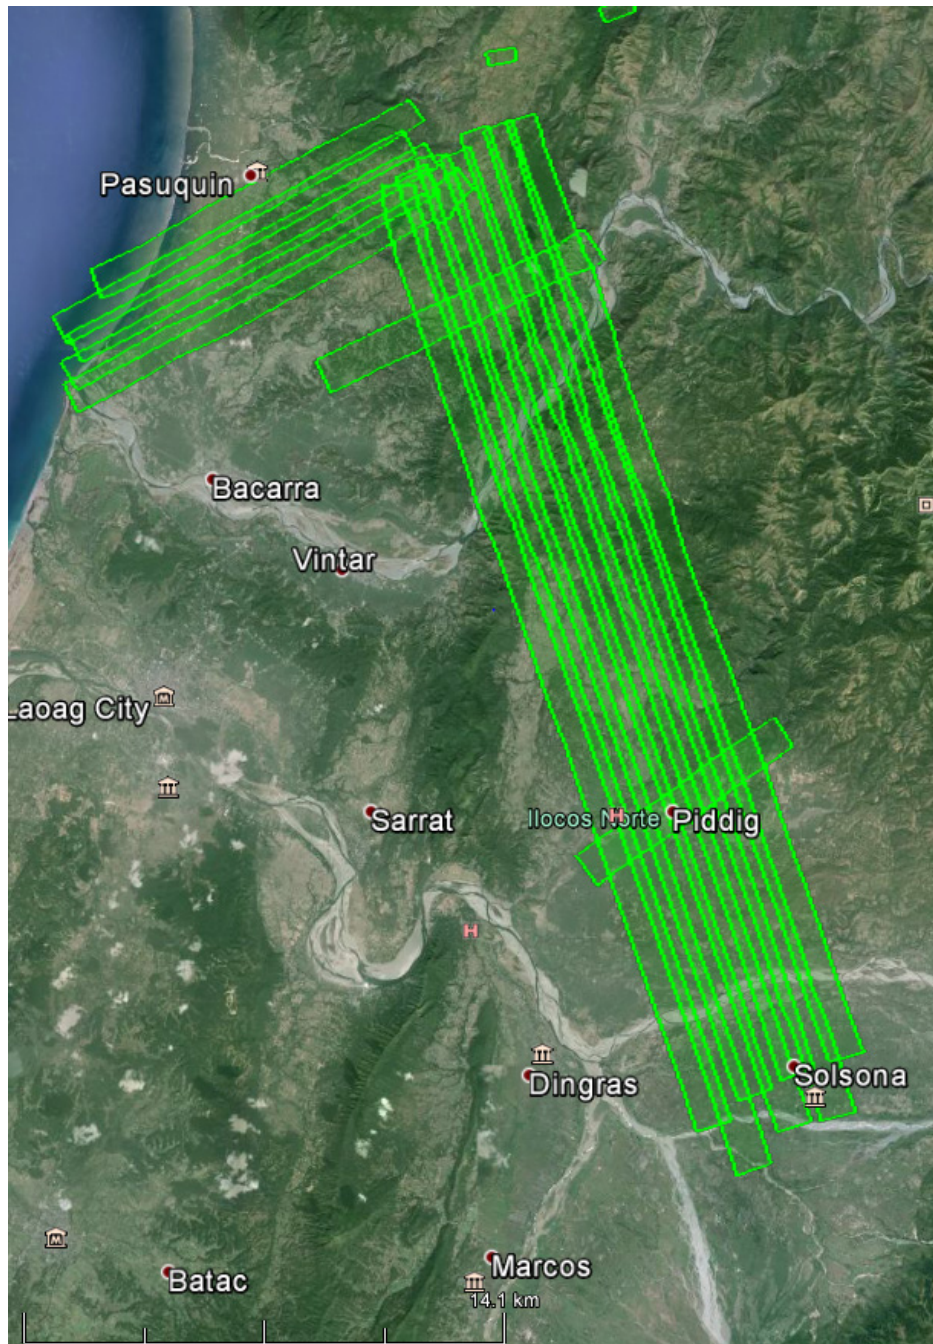 Pasuquin
Bacarra
Vintar
Laoag City
M
Sarrat
Ilocos Norte
H
Piddig
H
Dingras
Solsona
M
Marcos
Batac
14.1 km